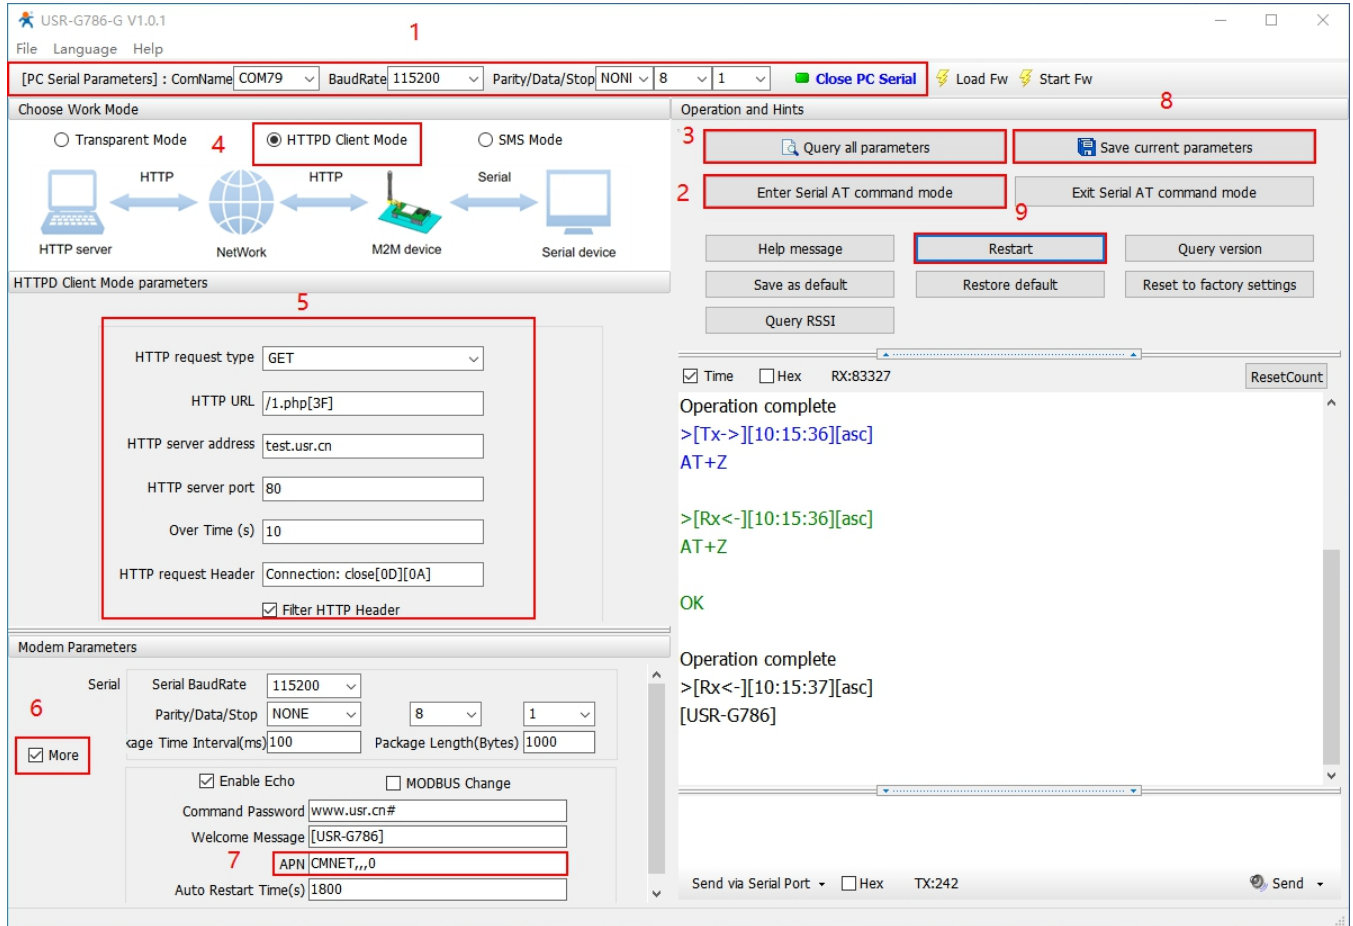 USR-G786-G V1.0.1
1
File Language Help
[PC Serial Parameters] : ComName COM79 BaudRate 115200 Parity/Data/Stop NONI 8 1 Close PC Serial Load Fw Start Fw
Choose Work Mode
Transparent Mode 4 HTTPD Client Mode SMS Mode
HTTP HTTP Serial
HTTP server NetWork M2M device Serial device
HTTPD Client Mode parameters
5
HTTP request type GET
HTTP URL /1.php[3F]
HTTP server address test.usr.cn
HTTP server port 80
Over Time (s) 10
HTTP request Header Connection: close[0D][0A]
Filter HTTP Header
Modem Parameters
Serial Serial BaudRate 115200
6 Parity/Data/Stop NONE 8 1
More kage Time Interval(ms) 100 Package Length(Bytes) 1000
Enable Echo MODBUS Change
Command Password www.usr.cn#
Welcome Message [USR-G786]
7 APN CMNET,,,0
Auto Restart Time(s) 1800
Operation and Hints
8
3 Query all parameters Save current parameters
2 Enter Serial AT command mode Exit Serial AT command mode
9
Help message Restart Query version
Save as default Restore default Reset to factory settings
Query RSSI
Time Hex RX:83327 ResetCount
Operation complete
>[Tx->][10:15:36][asc]
AT+Z
>[Rx<-][10:15:36][asc]
AT+Z
OK
Operation complete
>[Rx<-][10:15:37][asc]
[USR-G786]
Send via Serial Port Hex TX:242 Send